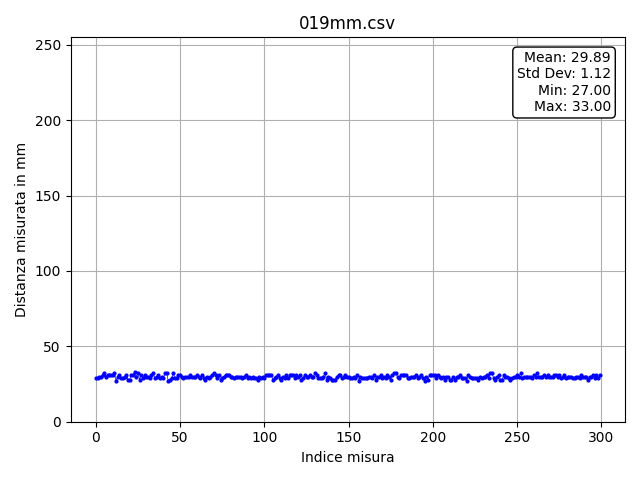 019mm.csv
250
200
150
100
50
0
Distanza misurata in mm
Mean: 29.89
Std Dev: 1.12
Min: 27.00
Max: 33.00
0 50 100 150 200 250 300
Indice misura